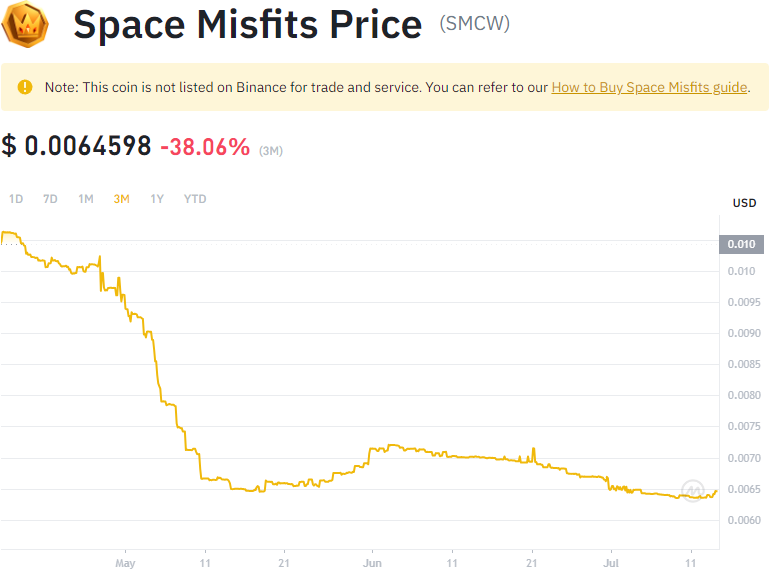 Space Misfits Price (SMCW)
Note: This coin is not listed on Binance for trade and service. You can refer to our How to Buy Space Misfits guide.
$ 0.0064598 -38.06% (3M)
1D 7D 1M 3M 1Y YTD
USD
0.010
0.010
0.0095
0.0090
0.0085
0.0080
0.0075
0.0070
0.0065
0.0060
May 11 21 Jun 11 21 Jul 11